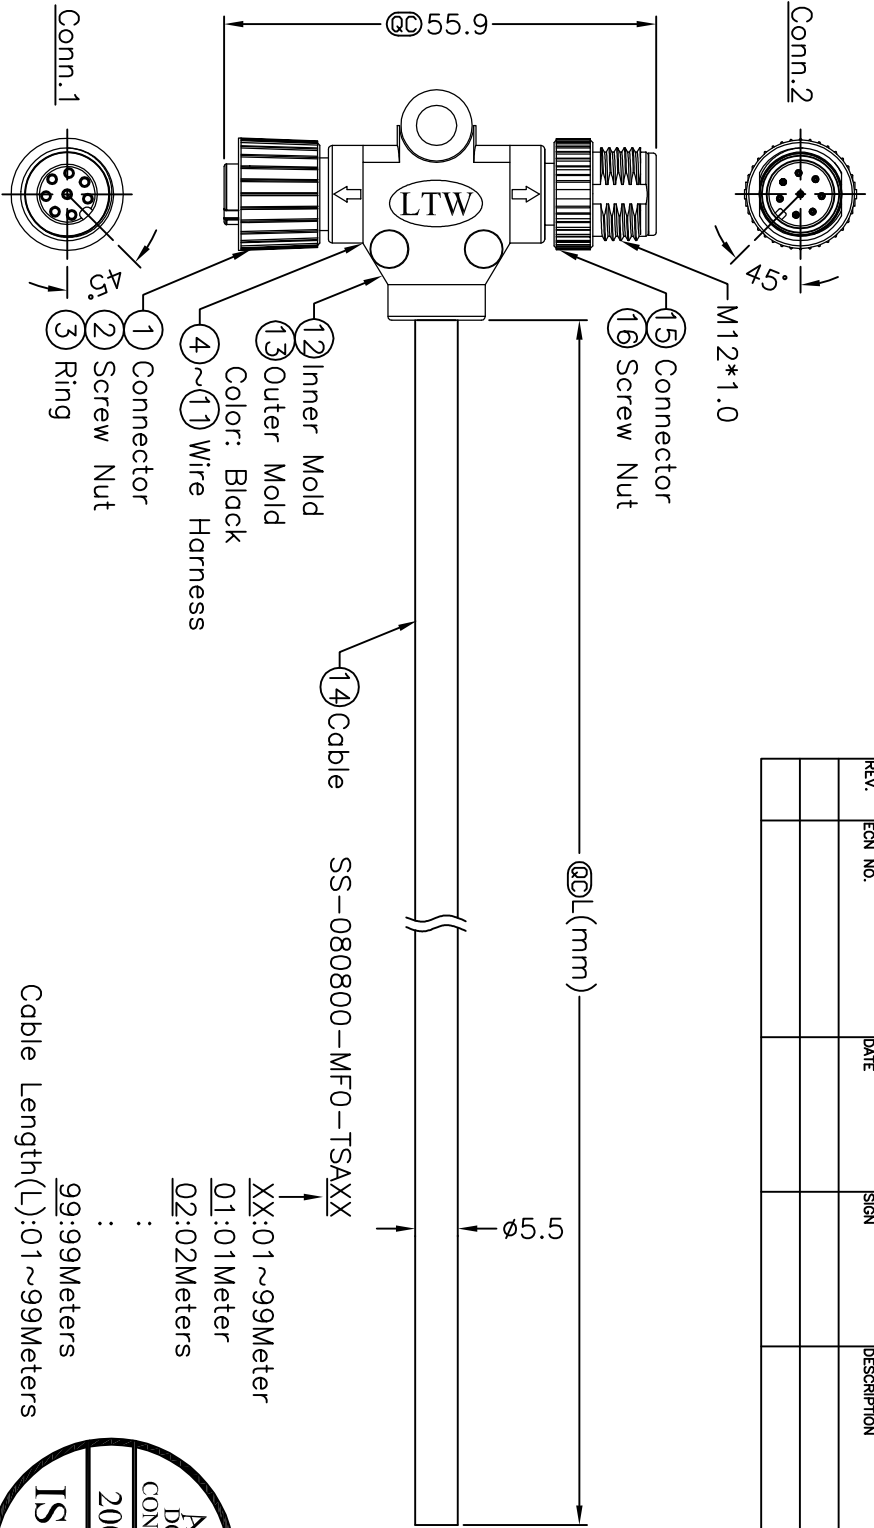 REV.
ECN NO.
DATE
SIGN
DESCRIPTION
Conn.2
45°
M12*1.0
15 Connector
16 Screw Nut
QC 55.9
LTW
QC L(mm)
ø5.5
12 Inner Mold
13 Outer Mold
Color: Black
4~11 Wire Harness
1 Connector
2 Screw Nut
3 Ring
Conn.1
45°
14 Cable
SS-080800-MF0-TSAXX
XX:01~99Meter
01:01Meter
02:02Meters
:
:
99:99Meters
Cable Length(L):01~99Meters